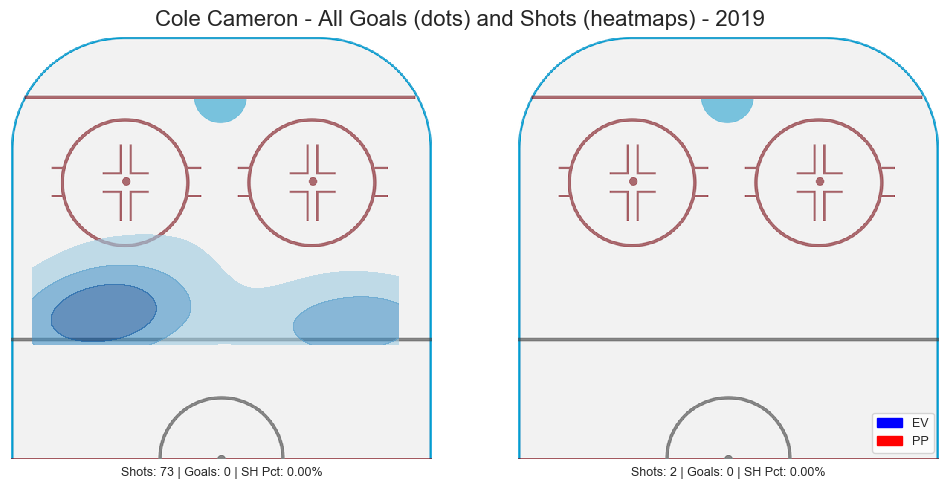 Cole Cameron - All Goals (dots) and Shots (heatmaps) - 2019
EV
PP
Shots: 73 | Goals: 0 | SH Pct: 0.00%
Shots: 2 | Goals: 0 | SH Pct: 0.00%